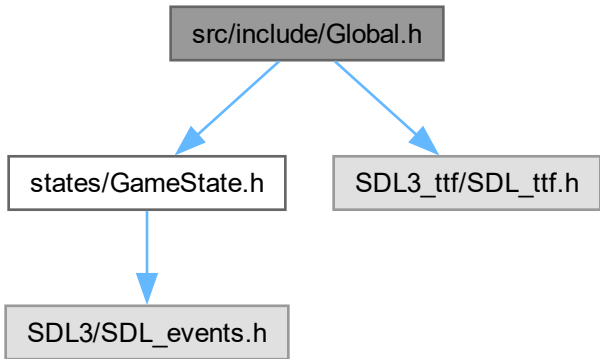 src/include/Global.h
states/GameState.h
SDL3_ttf/SDL_ttf.h
SDL3/SDL_events.h